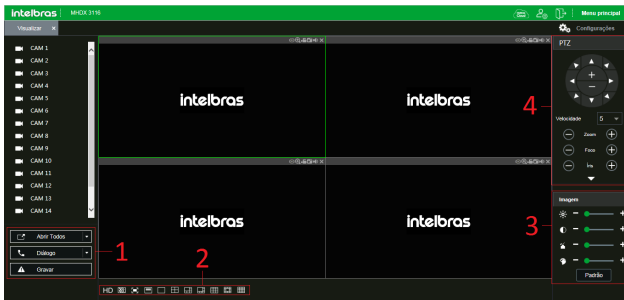 intelbras MHDX 3116 Menu principal
Visualizar × Configurações
PTZ
CAM 1
CAM 2
CAM 3
CAM 4
CAM 5
CAM 6
CAM 7
CAM 8
CAM 9
CAM 10
CAM 11
CAM 12
CAM 13
CAM 14
Abrir Todos
Diálogo
Gravar
1
intelbras
intelbras
intelbras
intelbras
2
HD
4
Velocidade 5
Zoom
Foco
Íris
3
Imagem
Padrão